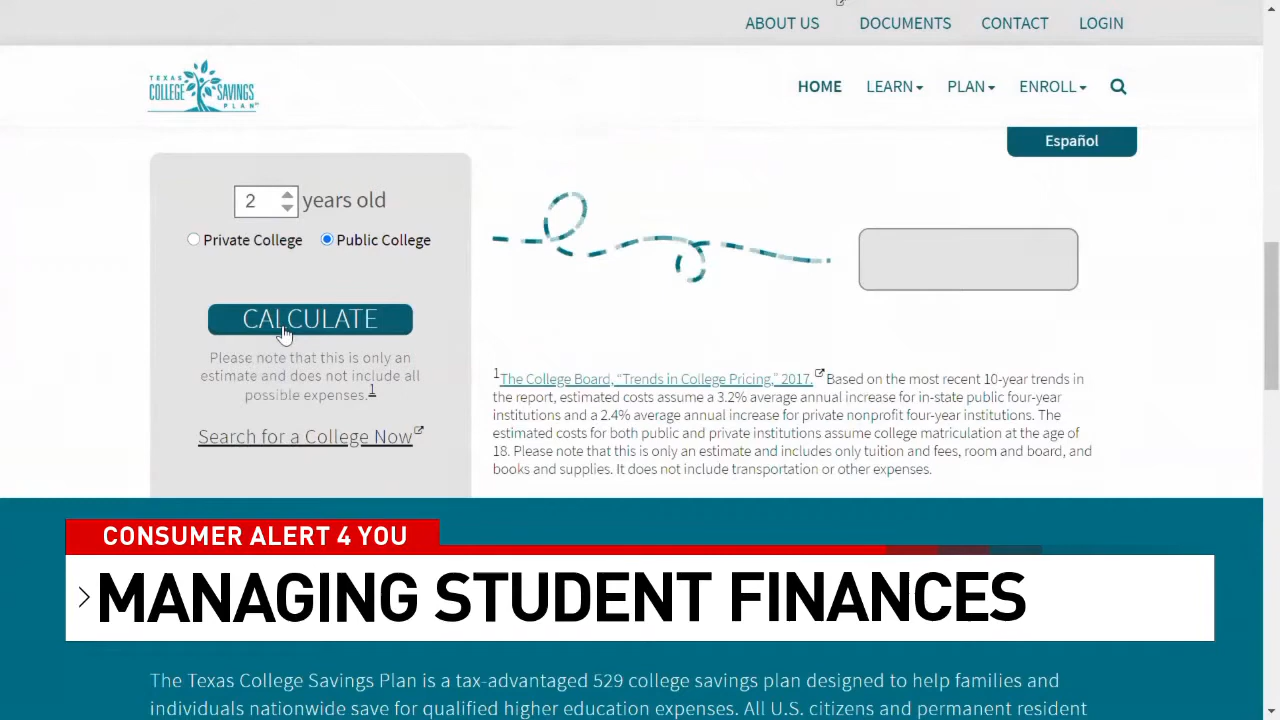 ABOUT US DOCUMENTS CONTACT LOGIN
TEXAS
COLLEGE SAVINGS
PLAN
HOME LEARN PLAN ENROLL
Español
2 years old
Private College Public College
CALCULATE
Please note that this is only an
estimate and does not include all
possible expenses.1
Search for a College Now
1The College Board, “Trends in College Pricing,” 2017. Based on the most recent 10-year trends in
the report, estimated costs assume a 3.2% average annual increase for in-state public four-year
institutions and a 2.4% average annual increase for private nonprofit four-year institutions. The
estimated costs for both public and private institutions assume college matriculation at the age of
18. Please note that this is only an estimate and includes only tuition and fees, room and board, and
books and supplies. It does not include transportation or other expenses.
CONSUMER ALERT 4 YOU
MANAGING STUDENT FINANCES
The Texas College Savings Plan is a tax-advantaged 529 college savings plan designed to help families and
individuals nationwide save for qualified higher education expenses. All U.S. citizens and permanent resident